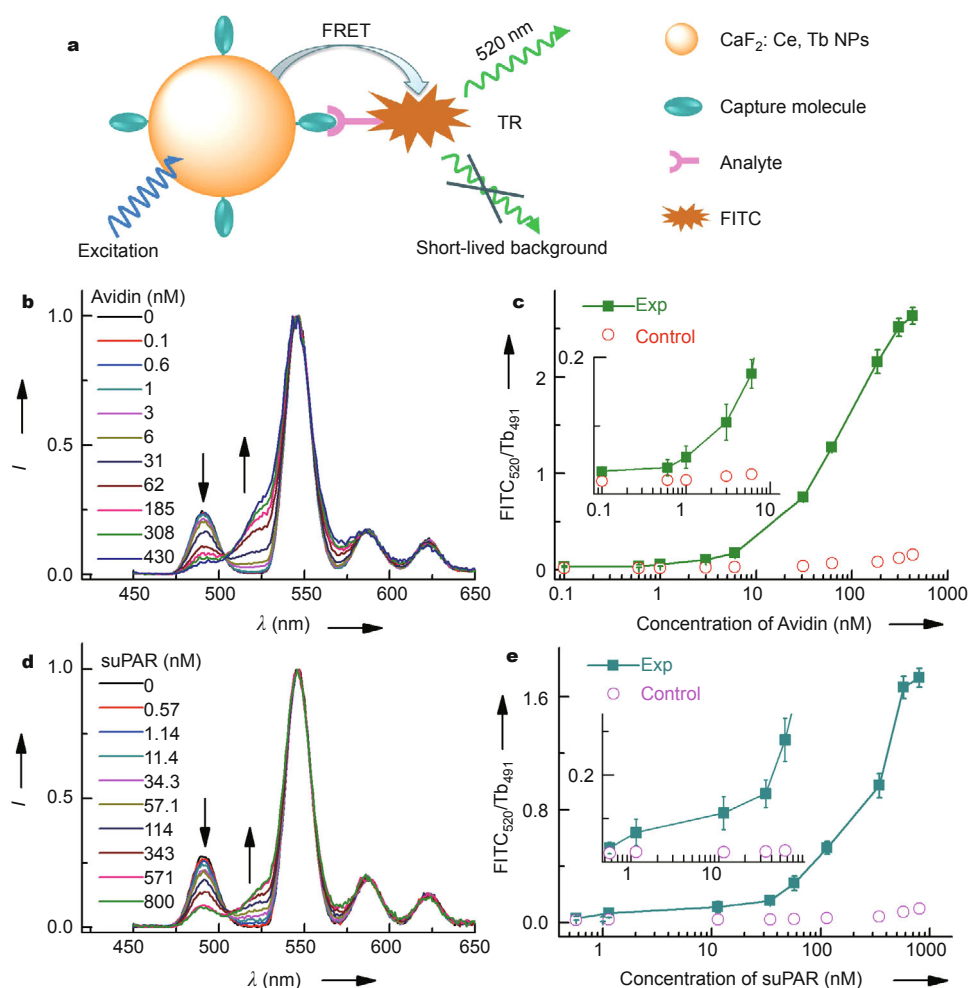 a
FRET
520 nm
TR
Excitation
Short-lived background
CaF₂: Ce, Tb NPs
Capture molecule
Analyte
FITC
b
Avidin (nM)
0
0.1
0.6
1
3
6
31
62
185
308
430
1.0
0.5
0.0
I
450 500 550 600 650
λ (nm)
c
Exp
Control
0.2
0.1 1 10
2
1
0
FITC₅₂₀/Tb₄₉₁
0.1 1 10 100 1000
Concentration of Avidin (nM)
d
suPAR (nM)
0
0.57
1.14
11.4
34.3
57.1
114
343
571
800
1.0
0.5
0.0
I
450 500 550 600 650
λ (nm)
e
Exp
Control
0.2
1 10
1.6
0.8
0.0
FITC₅₂₀/Tb₄₉₁
1 10 100 1000
Concentration of suPAR (nM)